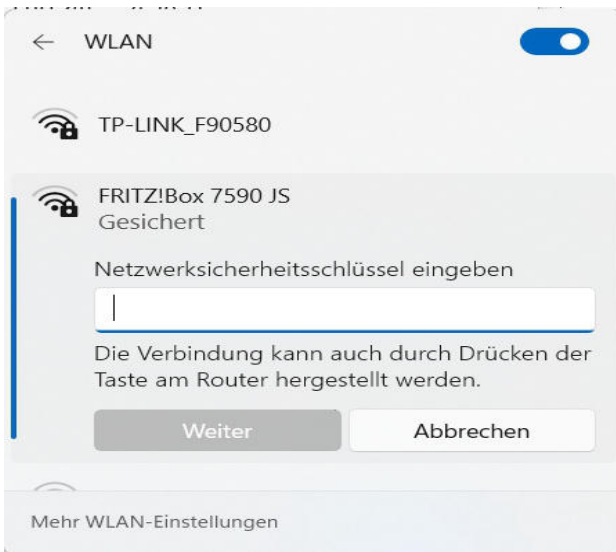 WLAN
TP-LINK_F90580
FRITZ!Box 7590 JS
Gesichert
Netzwerksicherheitsschlüssel eingeben
Die Verbindung kann auch durch Drücken der
Taste am Router hergestellt werden.
Weiter Abbrechen
Mehr WLAN-Einstellungen